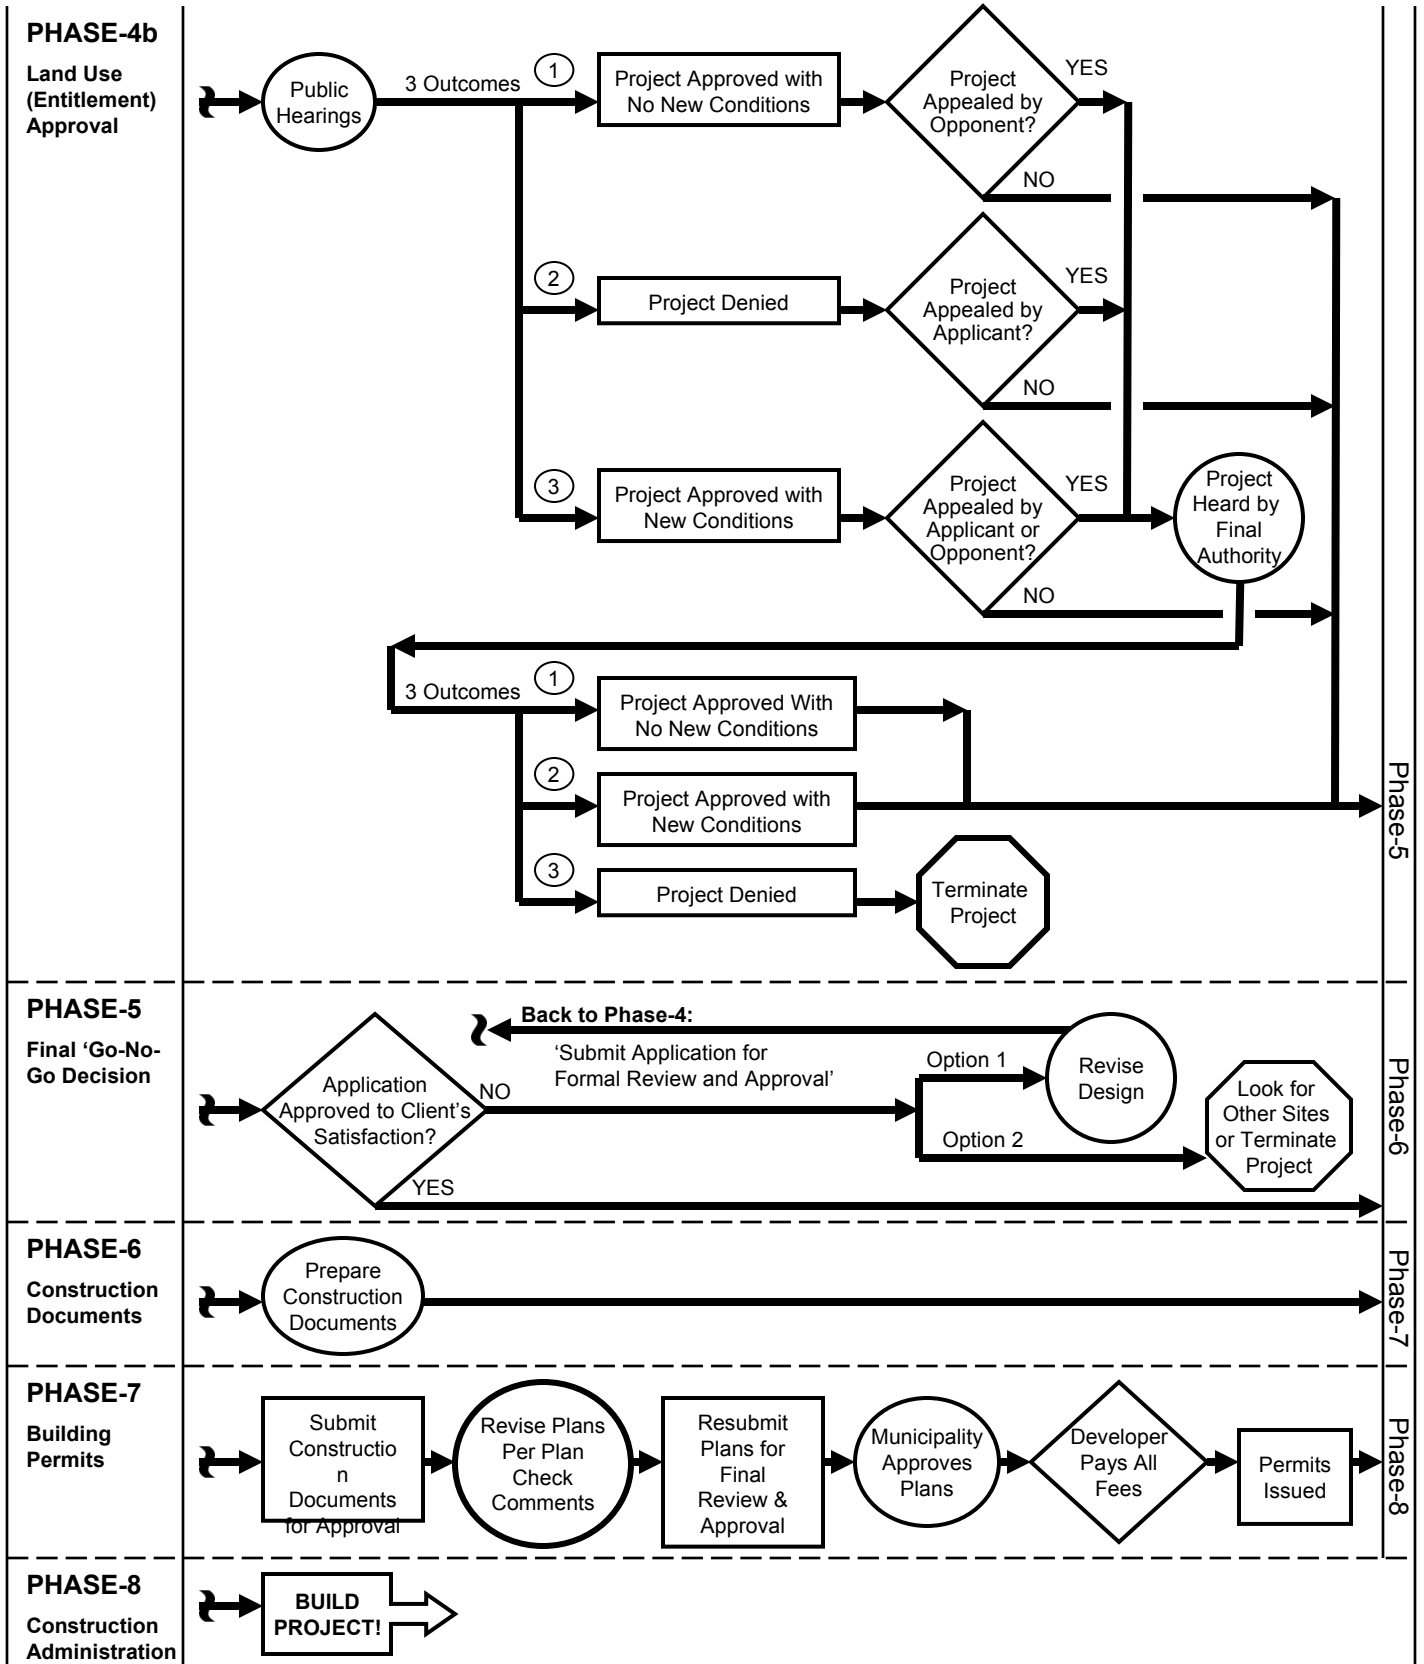 PHASE-4b
Land Use
(Entitlement)
Approval
Public
Hearings
3 Outcomes
1
Project Approved with
No New Conditions
Project
Appealed by
Opponent?
YES
NO
2
Project Denied
Project
Appealed by
Applicant?
YES
NO
3
Project Approved with
New Conditions
Project
Appealed by
Applicant or
Opponent?
YES
NO
Project
Heard by
Final
Authority
3 Outcomes
1
Project Approved With
No New Conditions
2
Project Approved with
New Conditions
3
Project Denied
Terminate
Project
Phase-5
PHASE-5
Final ‘Go-No-
Go Decision
Application
Approved to Client’s
Satisfaction?
NO
YES
Back to Phase-4:
‘Submit Application for
Formal Review and Approval’
Option 1
Revise
Design
Option 2
Look for
Other Sites
or Terminate
Project
Phase-6
PHASE-6
Construction
Documents
Prepare
Construction
Documents
Phase-7
PHASE-7
Building
Permits
Submit
Constructio
n
Documents
for Approval
Revise Plans
Per Plan
Check
Comments
Resubmit
Plans for
Final
Review &
Approval
Municipality
Approves
Plans
Developer
Pays All
Fees
Permits
Issued
Phase-8
PHASE-8
Construction
Administration
BUILD
PROJECT!